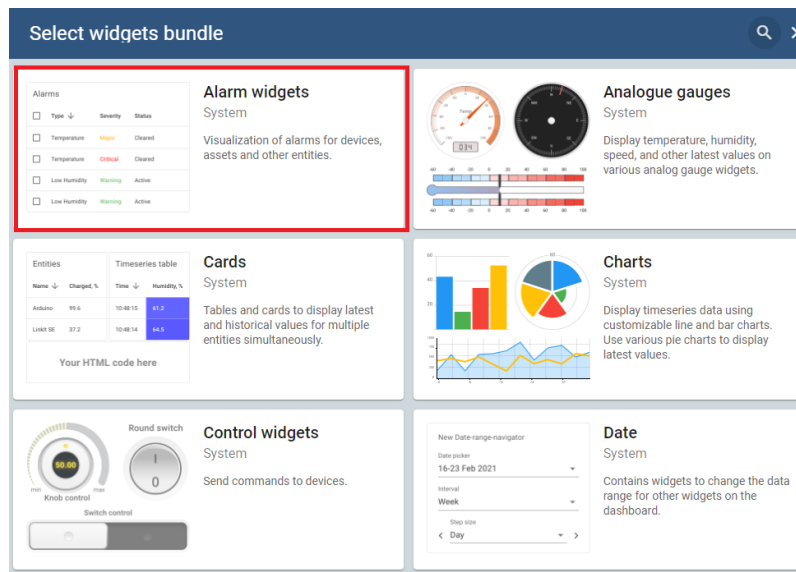 Select widgets bundle
Alarms
Type ↓ Severity Status
Temperature Major Cleared
Temperature Critical Cleared
Low Humidity Warning Active
Low Humidity Warning Active
Alarm widgets
System
Visualization of alarms for devices,
assets and other entities.
Analogue gauges
System
Display temperature, humidity,
speed, and other latest values on
various analog gauge widgets.
Entities Timeseries table
Name ↓ Charged, % Time ↓ Humidity, %
Arduino 99.6 10:48:15 61.2
Linkit SE 37.2 10:48:14 64.5
Your HTML code here
Cards
System
Tables and cards to display latest
and historical values for multiple
entities simultaneously.
60
40
20
Charts
System
Display timeseries data using
customizable line and bar charts.
Use various pie charts to display
latest values.
Round switch
50.00
min max
Knob control
Switch control
Control widgets
System
Send commands to devices.
New Date-range-navigator
Date picker
16-23 Feb 2021
Interval
Week
Step size
< Day >
Date
System
Contains widgets to change the data
range for other widgets on the
dashboard.